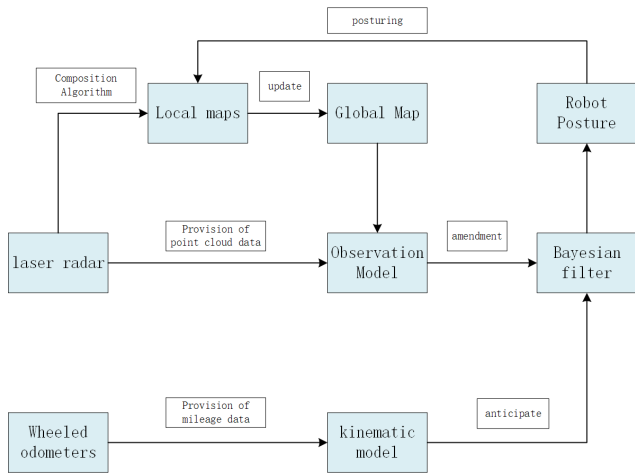 posturing
Composition
Algorithm
update
Local maps
Global Map
Robot
Posture
Provision of
point cloud data
amendment
laser radar
Observation
Model
Bayesian
filter
Provision of
mileage data
anticipate
Wheeled
odometers
kinematic
model